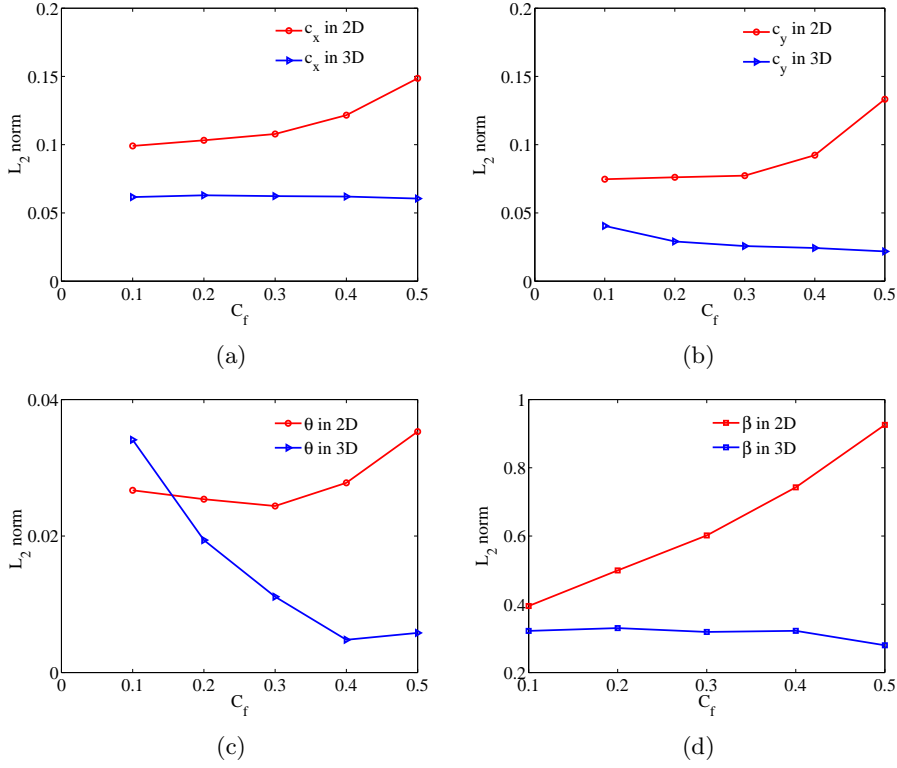 0.2
0.15
0.1
0.05
0
L₂ norm
c_x in 2D
c_x in 3D
0 0.1 0.2 0.3 0.4 0.5
C_f
(a)
0.2
0.15
0.1
0.05
0
L₂ norm
c_y in 2D
c_y in 3D
0 0.1 0.2 0.3 0.4 0.5
C_f
(b)
0.04
0.02
0
L₂ norm
θ in 2D
θ in 3D
0 0.1 0.2 0.3 0.4 0.5
C_f
(c)
1
0.8
0.6
0.4
0.2
L₂ norm
β in 2D
β in 3D
0.1 0.2 0.3 0.4 0.5
C_f
(d)